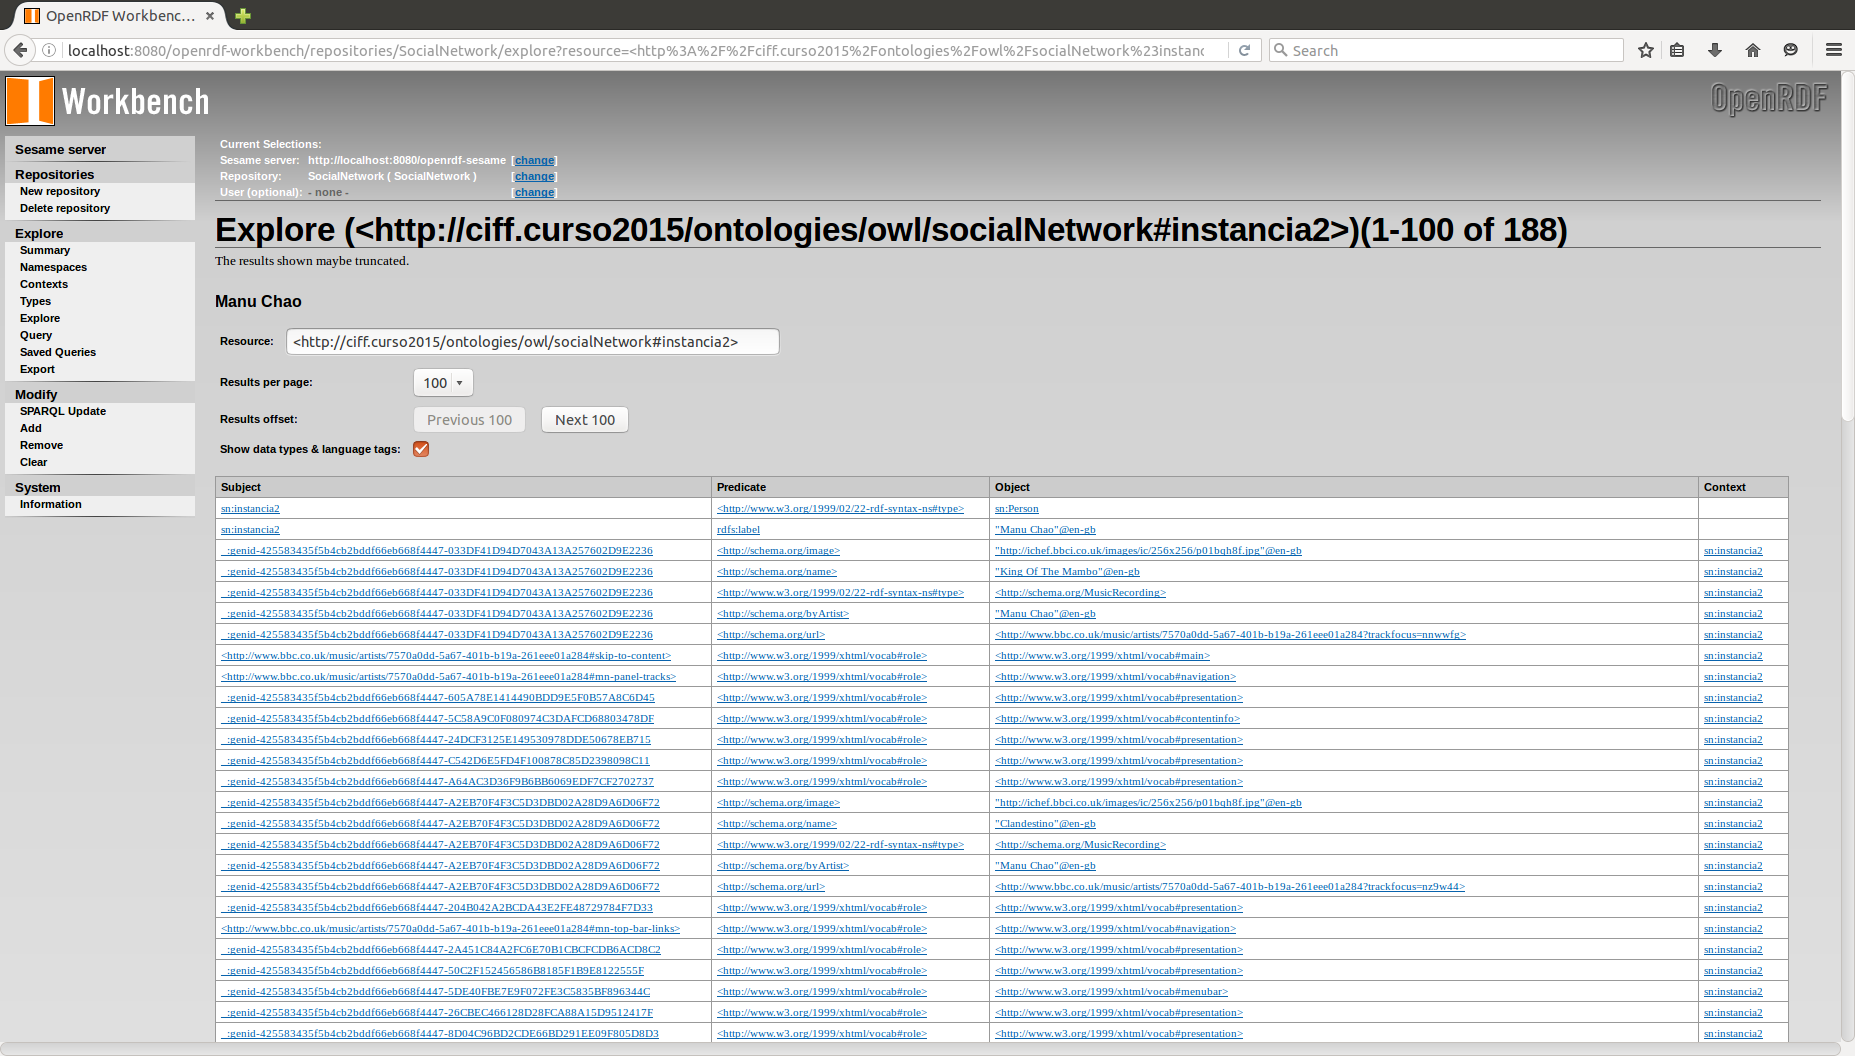 OpenRDF Workbenc...
localhost:8080/openrdf-workbench/repositories/SocialNetwork/explore?resource=<http%3A%2F%2Fciff.curso2015%2Fontologies%2Fowl%2FsocialNetwork%23instanc
Search
Workbench
OpenRDF
Sesame server
Repositories
New repository
Delete repository
Explore
Summary
Namespaces
Contexts
Types
Explore
Query
Saved Queries
Export
Modify
SPARQL Update
Add
Remove
Clear
System
Information
Current Selections:
Sesame server: http://localhost:8080/openrdf-sesame [change]
Repository: SocialNetwork ( SocialNetwork ) [change]
User (optional): - none - [change]
Explore (<http://ciff.curso2015/ontologies/owl/socialNetwork#instancia2>)(1-100 of 188)
The results shown maybe truncated.
Manu Chao
Resource: <http://ciff.curso2015/ontologies/owl/socialNetwork#instancia2>
Results per page: 100
Results offset: Previous 100 Next 100
Show data types & language tags:
Subject Predicate Object Context
sn:instancia2 <http://www.w3.org/1999/02/22-rdf-syntax-ns#type> sn:Person
sn:instancia2 rdfs:label "Manu Chao"@en-gb
_:genid-425583435f5b4cb2bddf66eb668f4447-033DF41D94D7043A13A257602D9E2236 <http://schema.org/image> "http://ichef.bbci.co.uk/images/ic/256x256/p01bqh8f.jpg"@en-gb sn:instancia2
_:genid-425583435f5b4cb2bddf66eb668f4447-033DF41D94D7043A13A257602D9E2236 <http://schema.org/name> "King Of The Mambo"@en-gb sn:instancia2
_:genid-425583435f5b4cb2bddf66eb668f4447-033DF41D94D7043A13A257602D9E2236 <http://www.w3.org/1999/02/22-rdf-syntax-ns#type> <http://schema.org/MusicRecording> sn:instancia2
_:genid-425583435f5b4cb2bddf66eb668f4447-033DF41D94D7043A13A257602D9E2236 <http://schema.org/byArtist> "Manu Chao"@en-gb sn:instancia2
_:genid-425583435f5b4cb2bddf66eb668f4447-033DF41D94D7043A13A257602D9E2236 <http://schema.org/url> <http://www.bbc.co.uk/music/artists/7570a0dd-5a67-401b-b19a-261eee01a284?trackfocus=nnwwfg> sn:instancia2
<http://www.bbc.co.uk/music/artists/7570a0dd-5a67-401b-b19a-261eee01a284#skip-to-content> <http://www.w3.org/1999/xhtml/vocab#role> <http://www.w3.org/1999/xhtml/vocab#main> sn:instancia2
<http://www.bbc.co.uk/music/artists/7570a0dd-5a67-401b-b19a-261eee01a284#mn-panel-tracks> <http://www.w3.org/1999/xhtml/vocab#role> <http://www.w3.org/1999/xhtml/vocab#navigation> sn:instancia2
_:genid-425583435f5b4cb2bddf66eb668f4447-605A78E1414490BDD9E5F0B57A8C6D45 <http://www.w3.org/1999/xhtml/vocab#role> <http://www.w3.org/1999/xhtml/vocab#presentation> sn:instancia2
_:genid-425583435f5b4cb2bddf66eb668f4447-5C58A9C0F080974C3DAFCD68803478DF <http://www.w3.org/1999/xhtml/vocab#role> <http://www.w3.org/1999/xhtml/vocab#contentinfo> sn:instancia2
_:genid-425583435f5b4cb2bddf66eb668f4447-24DCF3125E149530978DDE50678EB715 <http://www.w3.org/1999/xhtml/vocab#role> <http://www.w3.org/1999/xhtml/vocab#presentation> sn:instancia2
_:genid-425583435f5b4cb2bddf66eb668f4447-C542D6E5FD4F100878C85D2398098C11 <http://www.w3.org/1999/xhtml/vocab#role> <http://www.w3.org/1999/xhtml/vocab#presentation> sn:instancia2
_:genid-425583435f5b4cb2bddf66eb668f4447-A64AC3D36F9B6BB6069EDF7CF2702737 <http://www.w3.org/1999/xhtml/vocab#role> <http://www.w3.org/1999/xhtml/vocab#presentation> sn:instancia2
_:genid-425583435f5b4cb2bddf66eb668f4447-A2EB70F4F3C5D3DBD02A28D9A6D06F72 <http://schema.org/image> "http://ichef.bbci.co.uk/images/ic/256x256/p01bqh8f.jpg"@en-gb sn:instancia2
_:genid-425583435f5b4cb2bddf66eb668f4447-A2EB70F4F3C5D3DBD02A28D9A6D06F72 <http://schema.org/name> "Clandestino"@en-gb sn:instancia2
_:genid-425583435f5b4cb2bddf66eb668f4447-A2EB70F4F3C5D3DBD02A28D9A6D06F72 <http://www.w3.org/1999/02/22-rdf-syntax-ns#type> <http://schema.org/MusicRecording> sn:instancia2
_:genid-425583435f5b4cb2bddf66eb668f4447-A2EB70F4F3C5D3DBD02A28D9A6D06F72 <http://schema.org/byArtist> "Manu Chao"@en-gb sn:instancia2
_:genid-425583435f5b4cb2bddf66eb668f4447-A2EB70F4F3C5D3DBD02A28D9A6D06F72 <http://schema.org/url> <http://www.bbc.co.uk/music/artists/7570a0dd-5a67-401b-b19a-261eee01a284?trackfocus=nz9w44> sn:instancia2
_:genid-425583435f5b4cb2bddf66eb668f4447-204B042A2BCDA43E2FE48729784F7D33 <http://www.w3.org/1999/xhtml/vocab#role> <http://www.w3.org/1999/xhtml/vocab#presentation> sn:instancia2
<http://www.bbc.co.uk/music/artists/7570a0dd-5a67-401b-b19a-261eee01a284#mn-top-bar-links> <http://www.w3.org/1999/xhtml/vocab#role> <http://www.w3.org/1999/xhtml/vocab#navigation> sn:instancia2
_:genid-425583435f5b4cb2bddf66eb668f4447-2A451C84A2FC6E70B1CBCFCDB6ACD8C2 <http://www.w3.org/1999/xhtml/vocab#role> <http://www.w3.org/1999/xhtml/vocab#presentation> sn:instancia2
_:genid-425583435f5b4cb2bddf66eb668f4447-50C2F152456586B8185F1B9E8122555F <http://www.w3.org/1999/xhtml/vocab#role> <http://www.w3.org/1999/xhtml/vocab#presentation> sn:instancia2
_:genid-425583435f5b4cb2bddf66eb668f4447-5DE40FBE7E9F072FE3C5835BF896344C <http://www.w3.org/1999/xhtml/vocab#role> <http://www.w3.org/1999/xhtml/vocab#menubar> sn:instancia2
_:genid-425583435f5b4cb2bddf66eb668f4447-26CBEC466128D28FCA88A15D9512417F <http://www.w3.org/1999/xhtml/vocab#role> <http://www.w3.org/1999/xhtml/vocab#presentation> sn:instancia2
_:genid-425583435f5b4cb2bddf66eb668f4447-8D04C96BD2CDE66BD291EE09F805D8D3 <http://www.w3.org/1999/xhtml/vocab#role> <http://www.w3.org/1999/xhtml/vocab#presentation> sn:instancia2